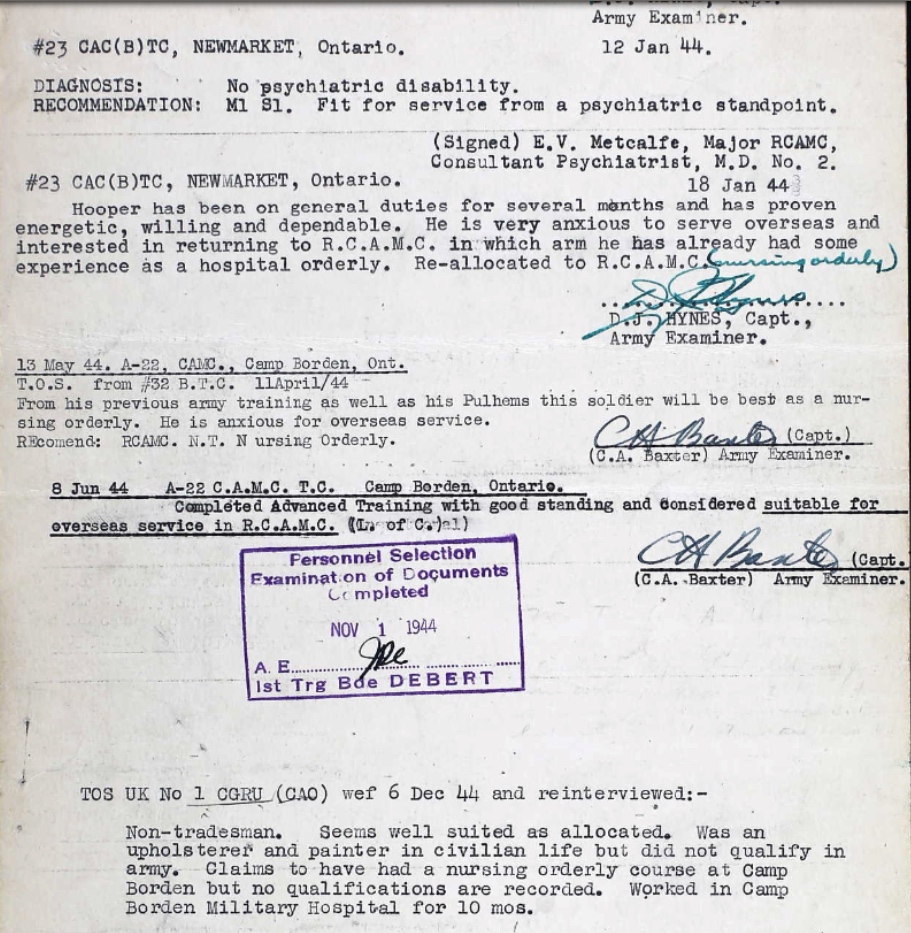 Army Examiner.
#23 CAC(B)TC, NEWMARKET, Ontario. 12 Jan 44.
DIAGNOSIS: No psychiatric disability.
RECOMMENDATION: M1 S1. Fit for service from a psychiatric standpoint.
(Signed) E.V. Metcalfe, Major RCAMC,
Consultant Psychiatrist, M.D. No. 2.
#23 CAC(B)TC, NEWMARKET, Ontario. 18 Jan 44
Hooper has been on general duties for several months and has proven
energetic, willing and dependable. He is very anxious to serve overseas and
interested in returning to R.C.A.M.C. in which arm he has already had some
experience as a hospital orderly. Re-allocated to R.C.A.M.C. (nursing orderly)
D.J. Hynes
D.J. HYNES, Capt.,
Army Examiner.
13 May 44. A-22, CAMC., Camp Borden, Ont.
T.O.S. from #32 B.T.C. 11April/44
From his previous army training as well as his Pulhems this soldier will be best as a nur-
sing orderly. He is anxious for overseas service.
REcomend: RCAMC. N.T. N ursing Orderly.
CA Baxter (Capt.)
(C.A. Baxter) Army Examiner.
8 Jun 44 A-22 C.A.M.C. T.C. Camp Borden, Ontario.
Completed Advanced Training with good standing and considered suitable for
overseas service in R.C.A.M.C. (L. of C.)
CA Baxter (Capt.
(C.A. Baxter) Army Examiner.
Personnel Selection
Examination of Documents
Completed
NOV 1 1944
A. E.
1st Trg Bde DEBERT
TOS UK No 1 CGRU (CAO) wef 6 Dec 44 and reinterviewed:-
Non-tradesman. Seems well suited as allocated. Was an
upholsterer and painter in civilian life but did not qualify in
army. Claims to have had a nursing orderly course at Camp
Borden but no qualifications are recorded. Worked in Camp
Borden Military Hospital for 10 mos.